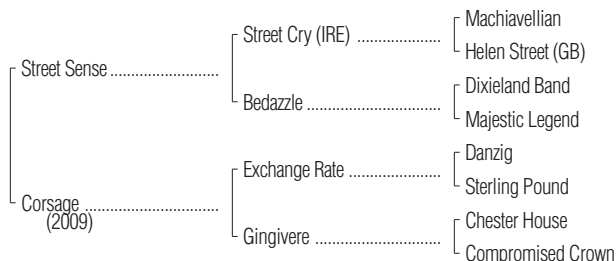 Machiavellian
Street Cry (IRE) ....................
Helen Street (GB)
Street Sense ..........................
Dixieland Band
Bedazzle ................................
Majestic Legend
Danzig
Exchange Rate ......................
Sterling Pound
Corsage ................................
(2009)
Chester House
Gingivere ..............................
Compromised Crown